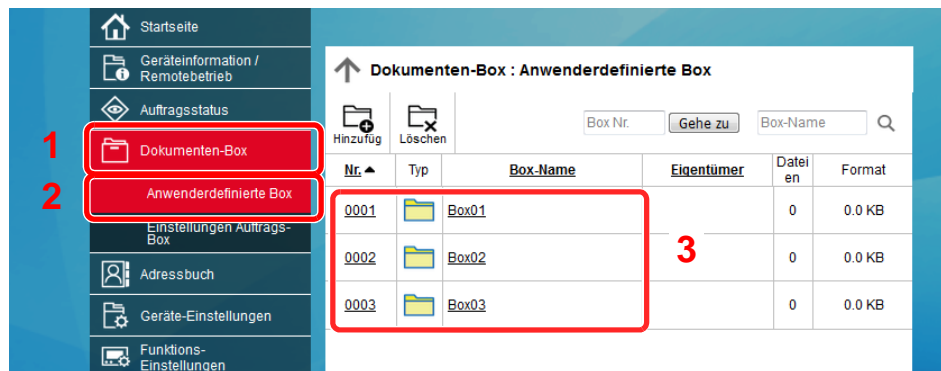 Startseite
Geräteinformation /
Remotebetrieb
Auftragsstatus
1
Dokumenten-Box
2
Anwenderdefinierte Box
Einstellungen Auftrags-
Box
Adressbuch
Geräte-Einstellungen
Funktions-
Einstellungen
Dokumenten-Box : Anwenderdefinierte Box
Hinzufüg
Löschen
Box Nr.
Gehe zu
Box-Name
Nr. Typ Box-Name Eigentümer Datei
en Format
0001 Box01 0 0.0 KB
0002 Box02 0 0.0 KB
3
0003 Box03 0 0.0 KB